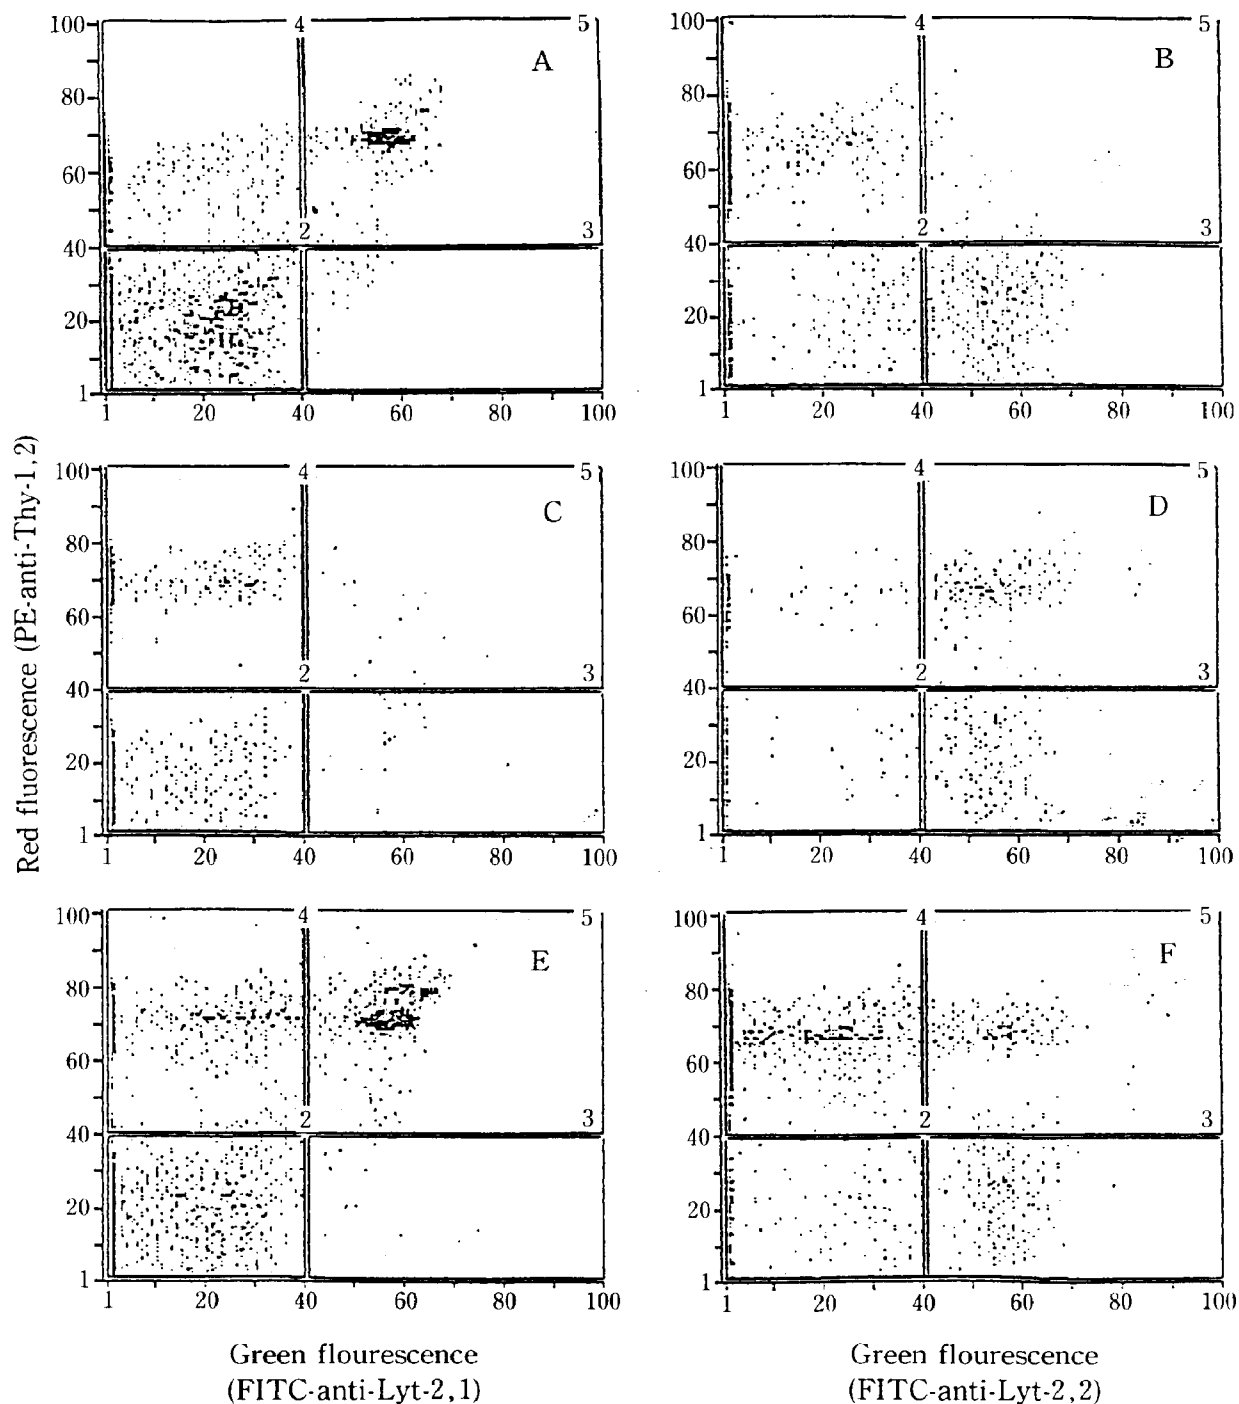 100 4 5 100 4 5
A B
80 80
60 60
40 2 3 40 2 3
20 20
1 1
1 20 40 60 80 100 1 20 40 60 80 100
100 4 5 100 4 5
C D
80 80
60 60
40 2 3 40 2 3
20 20
1 1
1 20 40 60 80 100 1 20 40 60 80 100
100 4 5 100 4 5
E F
80 80
60 60
40 2 3 40 2 3
20 20
1 1
1 20 40 60 80 100 1 20 40 60 80 100
Red fluorescence (PE-anti-Thy-1,2)
Green flourescence Green flourescence
(FITC-anti-Lyt-2,1) (FITC-anti-Lyt-2,2)